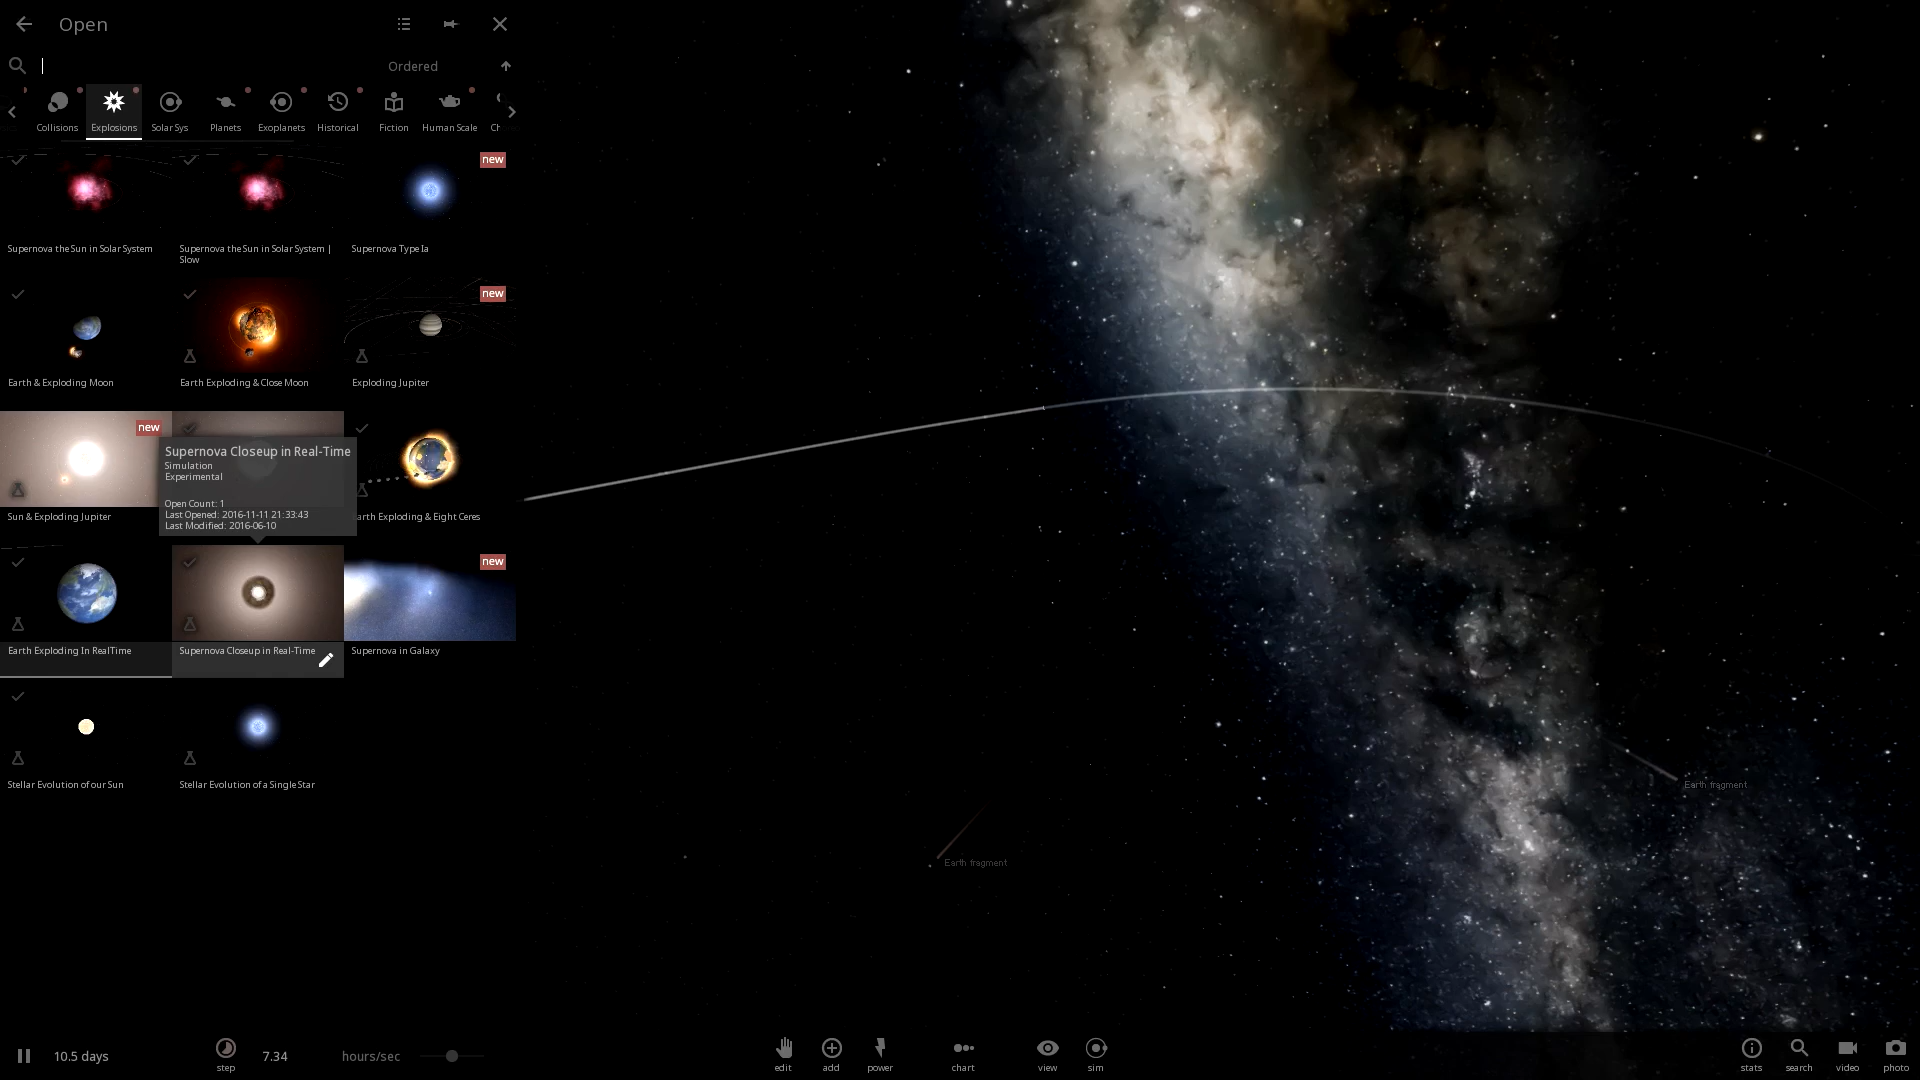 Open
Ordered
Collisions
Explosions
Solar Sys
Planets
Exoplanets
Historical
Fiction
Human Scale
Ch
new
Supernova the Sun in Solar System
Supernova the Sun in Solar System |
Slow
Supernova Type Ia
new
Earth & Exploding Moon
Earth Exploding & Close Moon
Exploding Jupiter
new
Supernova Closeup in Real-Time
Simulation
Experimental
Open Count: 1
Last Opened: 2016-11-11 21:33:43
Last Modified: 2016-06-10
Sun & Exploding Jupiter
arth Exploding & Eight Ceres
new
Earth Exploding In RealTime
Supernova Closeup in Real-Time
Supernova in Galaxy
Stellar Evolution of our Sun
Stellar Evolution of a Single Star
Earth fragment
Earth fragment
10.5 days
step
7.34
hours/sec
edit
add
power
chart
view
sim
stats
search
video
photo